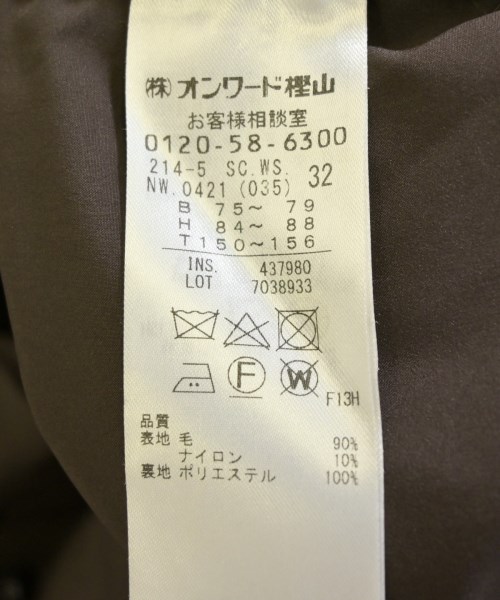 (株)オンワード樫山
お客様相談室
0120-58-6300
214-5 SC.WS. 32
NW.0421 (035)
B 75～ 79
H 84～ 88
T 150～156
INS. 437980
LOT 7038933
F W
F13H
品質
表地 毛 90%
ナイロン 10%
裏地 ポリエステル 100%